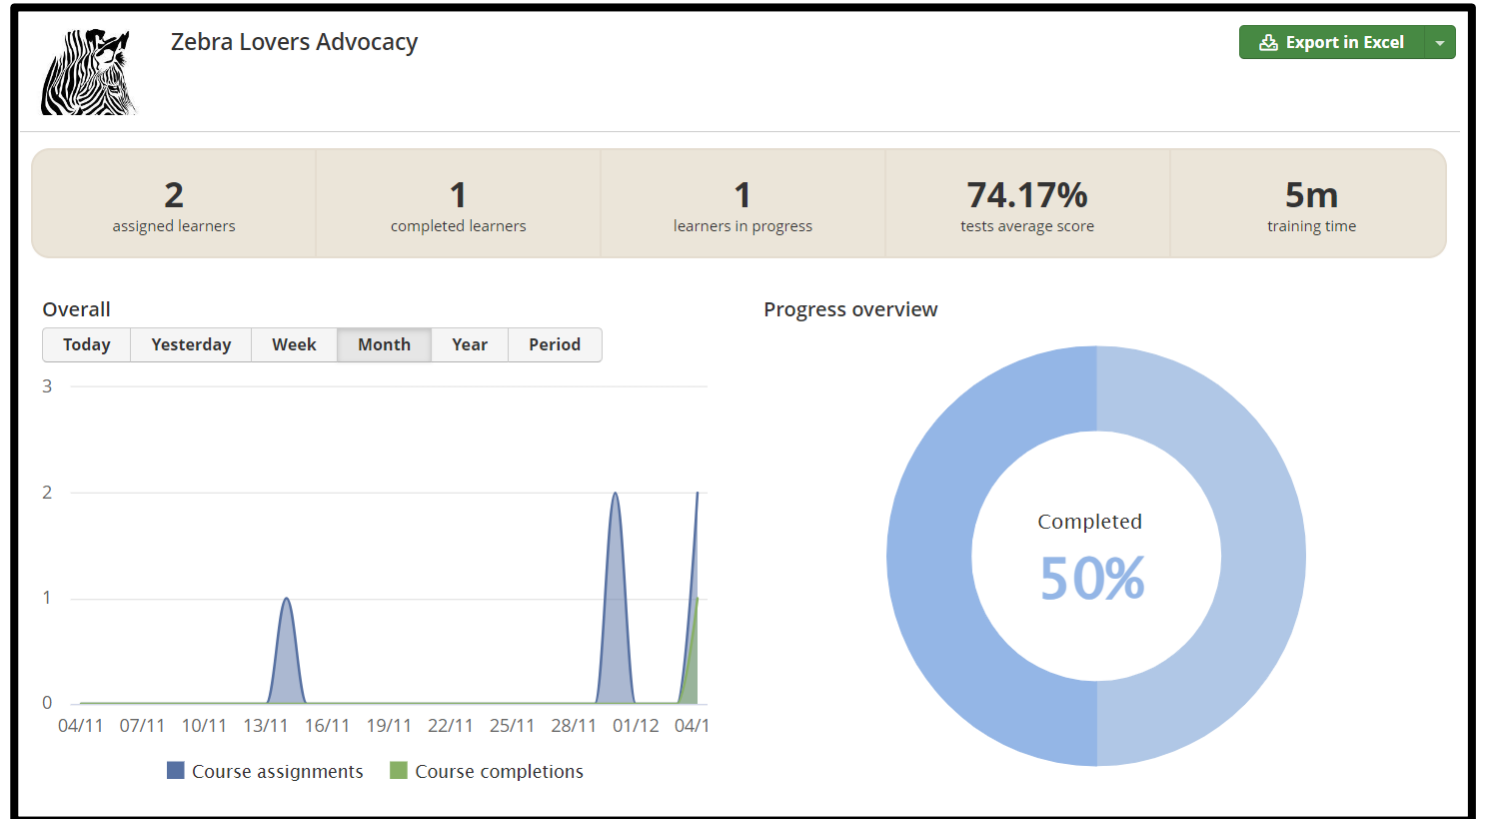 Zebra Lovers Advocacy
Export in Excel
2
assigned learners
1
completed learners
1
learners in progress
74.17%
tests average score
5m
training time
Overall
Today Yesterday Week Month Year Period
3
2
1
0
04/11 07/11 10/11 13/11 16/11 19/11 22/11 25/11 28/11 01/12 04/1
Course assignments Course completions
Progress overview
Completed
50%